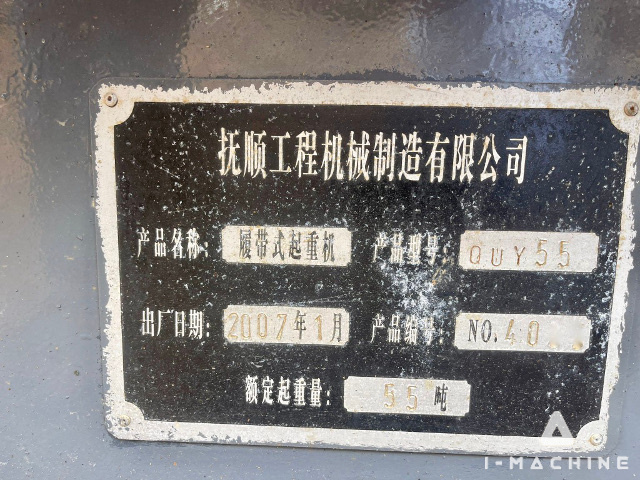 抚顺工程机械制造有限公司
产品名称：履带式起重机 产品型号：QUY55
出厂日期：2007年1月 产品编号：NO.40
额定起重量：55吨
I-MACHINE